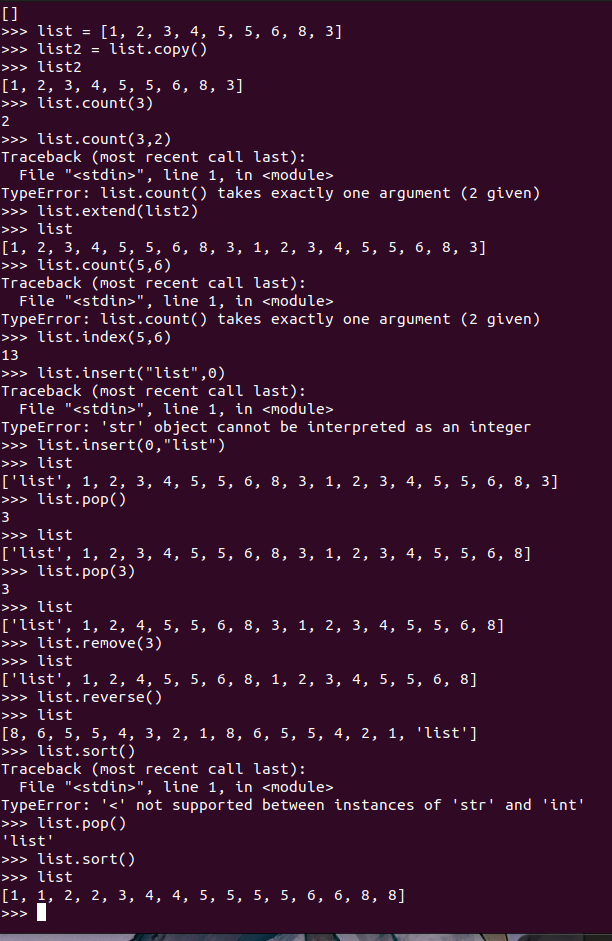 []
>>> list = [1, 2, 3, 4, 5, 5, 6, 8, 3]
>>> list2 = list.copy()
>>> list2
[1, 2, 3, 4, 5, 5, 6, 8, 3]
>>> list.count(3)
2
>>> list.count(3,2)
Traceback (most recent call last):
  File "<stdin>", line 1, in <module>
TypeError: list.count() takes exactly one argument (2 given)
>>> list.extend(list2)
>>> list
[1, 2, 3, 4, 5, 5, 6, 8, 3, 1, 2, 3, 4, 5, 5, 6, 8, 3]
>>> list.count(5,6)
Traceback (most recent call last):
  File "<stdin>", line 1, in <module>
TypeError: list.count() takes exactly one argument (2 given)
>>> list.index(5,6)
13
>>> list.insert("list",0)
Traceback (most recent call last):
  File "<stdin>", line 1, in <module>
TypeError: 'str' object cannot be interpreted as an integer
>>> list.insert(0,"list")
>>> list
['list', 1, 2, 3, 4, 5, 5, 6, 8, 3, 1, 2, 3, 4, 5, 5, 6, 8, 3]
>>> list.pop()
3
>>> list
['list', 1, 2, 3, 4, 5, 5, 6, 8, 3, 1, 2, 3, 4, 5, 5, 6, 8]
>>> list.pop(3)
3
>>> list
['list', 1, 2, 4, 5, 5, 6, 8, 3, 1, 2, 3, 4, 5, 5, 6, 8]
>>> list.remove(3)
>>> list
['list', 1, 2, 4, 5, 5, 6, 8, 1, 2, 3, 4, 5, 5, 6, 8]
>>> list.reverse()
>>> list
[8, 6, 5, 5, 4, 3, 2, 1, 8, 6, 5, 5, 4, 2, 1, 'list']
>>> list.sort()
Traceback (most recent call last):
  File "<stdin>", line 1, in <module>
TypeError: '<' not supported between instances of 'str' and 'int'
>>> list.pop()
'list'
>>> list.sort()
>>> list
[1, 1, 2, 2, 3, 4, 4, 5, 5, 5, 5, 6, 6, 8, 8]
>>>